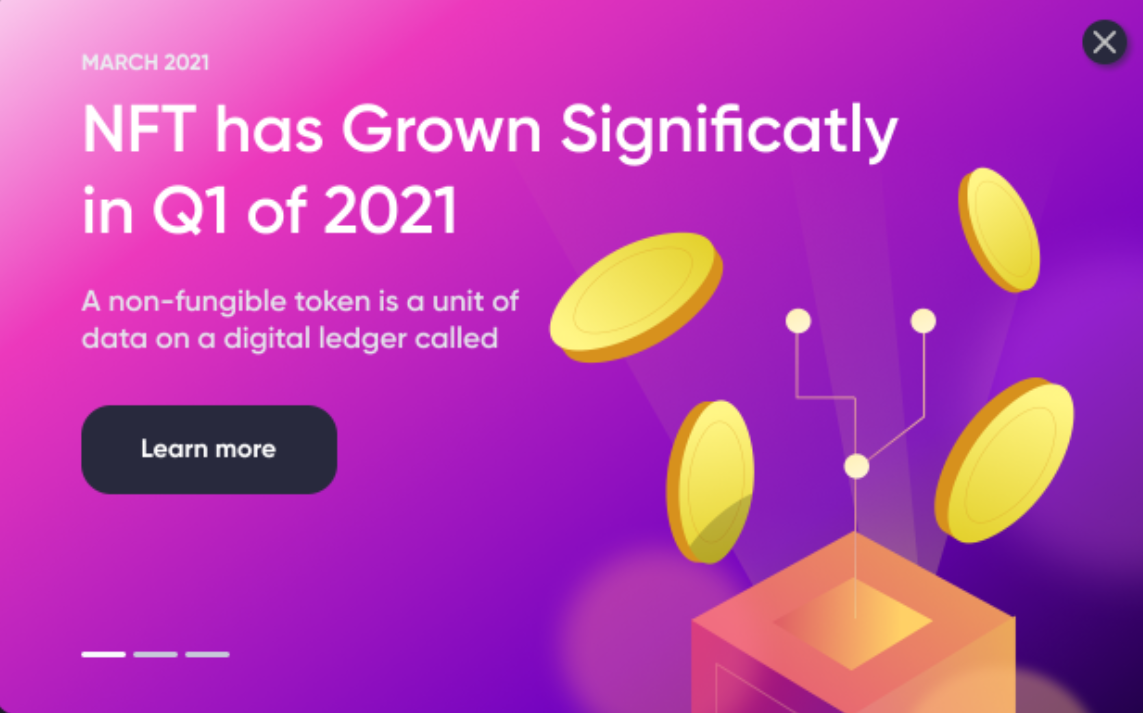 MARCH 2021
NFT has Grown Significatly
in Q1 of 2021
A non-fungible token is a unit of
data on a digital ledger called
Learn more